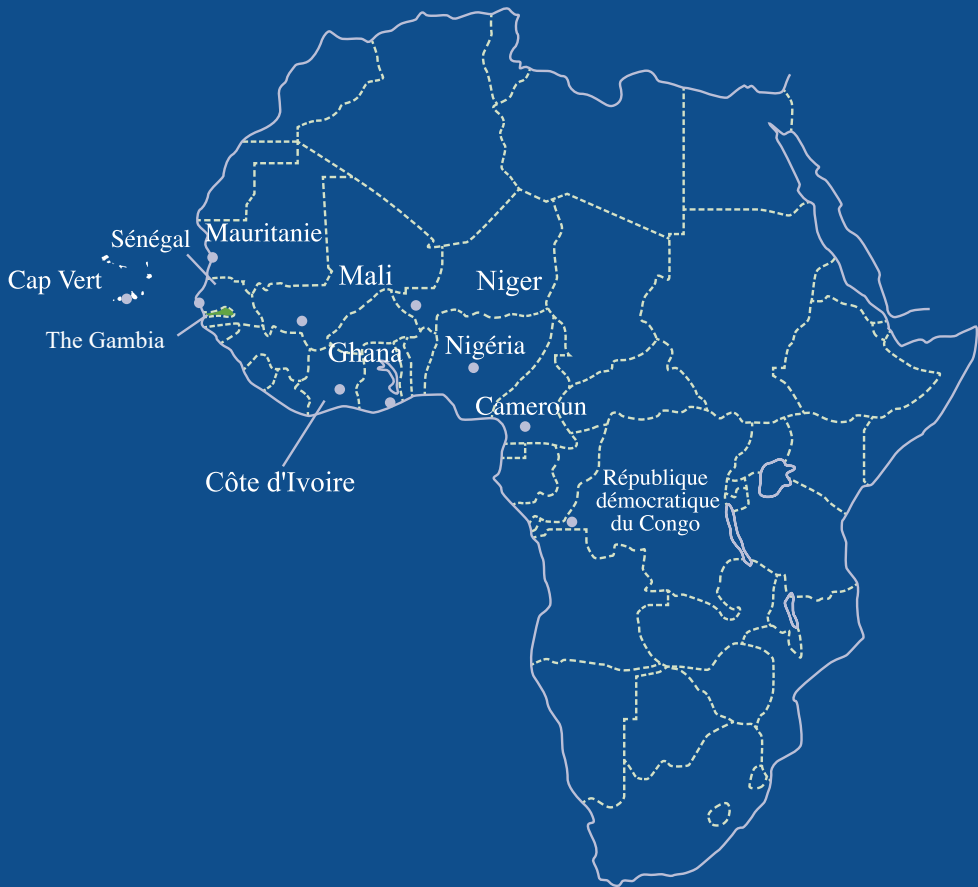 Sénégal
Mauritanie
Cap Vert
Mali
Niger
The Gambia
Ghana
Nigéria
Cameroun
Côte d'Ivoire
République
démocratique
du Congo